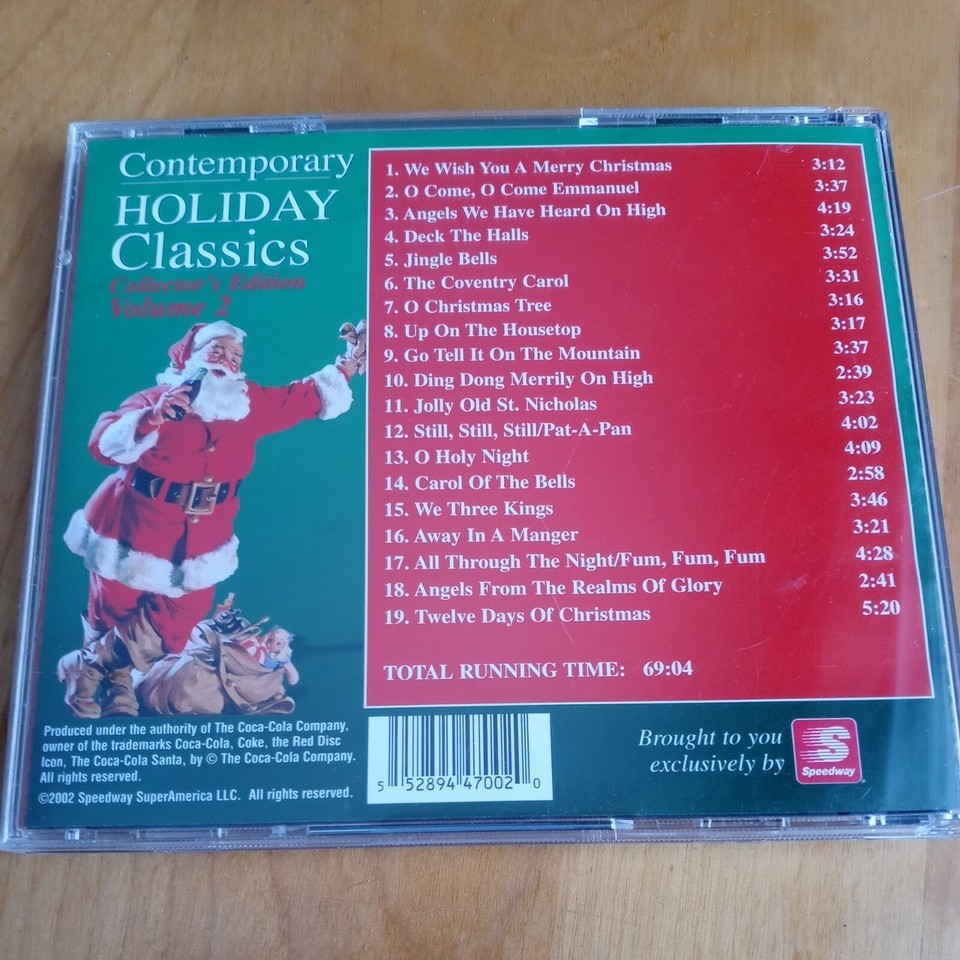 Contemporary
HOLIDAY
Classics
Collector's Edition
Volume 2
1. We Wish You A Merry Christmas 3:12
2. O Come, O Come Emmanuel 3:37
3. Angels We Have Heard On High 4:19
4. Deck The Halls 3:24
5. Jingle Bells 3:52
6. The Coventry Carol 3:31
7. O Christmas Tree 3:16
8. Up On The Housetop 3:17
9. Go Tell It On The Mountain 3:37
10. Ding Dong Merrily On High 2:39
11. Jolly Old St. Nicholas 3:23
12. Still, Still, Still/Pat-A-Pan 4:02
13. O Holy Night 4:09
14. Carol Of The Bells 2:58
15. We Three Kings 3:46
16. Away In A Manger 3:21
17. All Through The Night/Fum, Fum, Fum 4:28
18. Angels From The Realms Of Glory 2:41
19. Twelve Days Of Christmas 5:20
TOTAL RUNNING TIME: 69:04
Produced under the authority of The Coca-Cola Company,
owner of the trademarks Coca-Cola, Coke, the Red Disc
Icon, The Coca-Cola Santa, by © The Coca-Cola Company.
All rights reserved.
©2002 Speedway SuperAmerica LLC. All rights reserved.
5 52894 47002 0
Brought to you
exclusively by
S
Speedway